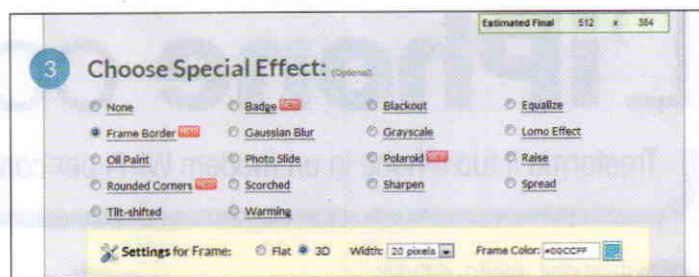 Estimated Final 512 x 384
3 Choose Special Effect: (Optional)
None Badge NEW Blackout Equalize
Frame Border NEW Gaussian Blur Grayscale Lomo Effect
Oil Paint Photo Slide Polaroid NEW Raise
Rounded Corners NEW Scorched Sharpen Spread
Tilt-shifted Warming
Settings for Frame: Flat 3D Width: 20 pixels Frame Color: #00CCFF